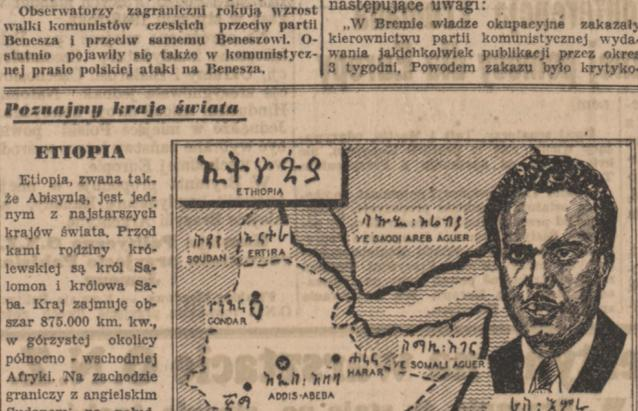 Obserwatorzy zagraniczni rokują wzrost
walki komunistów czeskich przeciw partii
Benesza i przeciw samemu Beneszowi. O-
statnio pojawiły się także w komunistycz-
nej prasie polskiej ataki na Benesza.
następujące uwagi:
„W Bremie władze okupacyjne zakazały
kierownictwu partii komunistycznej wyda-
wania jakichkolwiek publikacji przez okres
3 tygodni. Powodem zakazu było krytyko-
Poznajmy kraje świata
ETIOPIA
Etiopia, zwana tak-
że Abisynią, jest jed-
nym z najstarszych
krajów świata. Przod
kami rodziny kró-
lewskiej są król Sa-
lomon i królowa Sa-
ba. Kraj zajmuje ob-
szar 875.000 km. kw.,
w górzystej okolicy
północno - wschodniej
Afryki. Na zachodzie
graniczy z angielskim
ኢትዮጵያ
ETHIOPIA
SOUDAN
ERTIRA
YE SAODI AREB AGUER
GONDAR
HARAR
YE SOMALI AGUER
ADDIS-ABEBA